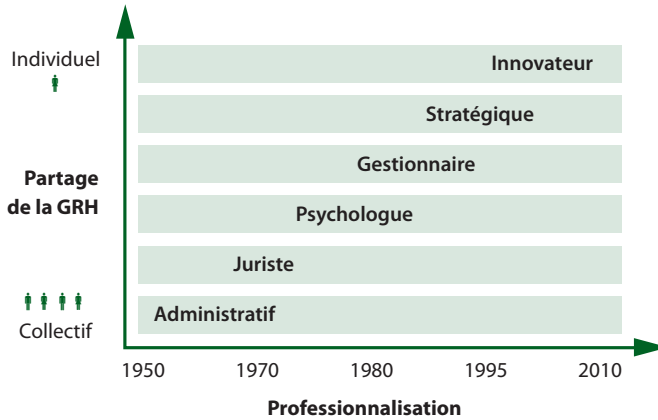 Individuel
Innovateur
Stratégique
Gestionnaire
Partage
de la GRH
Psychologue
Juriste
Administratif
Collectif
1950 1970 1980 1995 2010
Professionnalisation